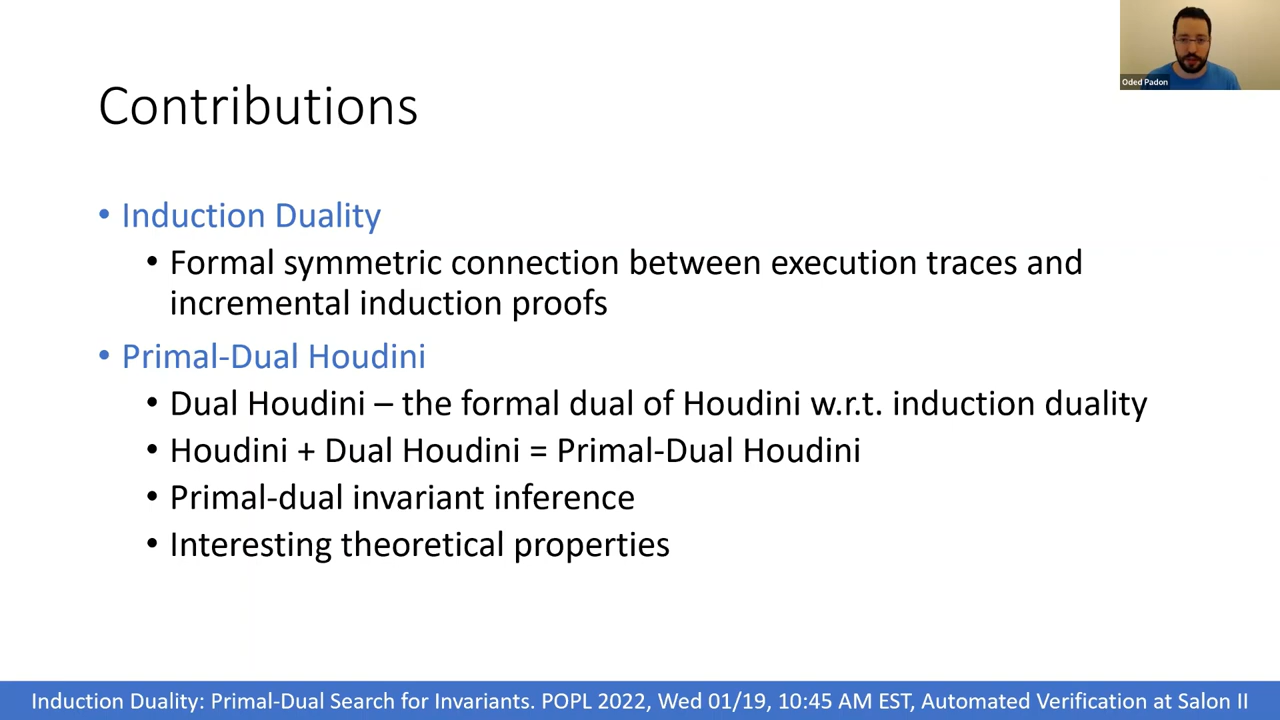 Oded Padon
Contributions
• Induction Duality
• Formal symmetric connection between execution traces and
incremental induction proofs
• Primal-Dual Houdini
• Dual Houdini – the formal dual of Houdini w.r.t. induction duality
• Houdini + Dual Houdini = Primal-Dual Houdini
• Primal-dual invariant inference
• Interesting theoretical properties
Induction Duality: Primal-Dual Search for Invariants. POPL 2022, Wed 01/19, 10:45 AM EST, Automated Verification at Salon II